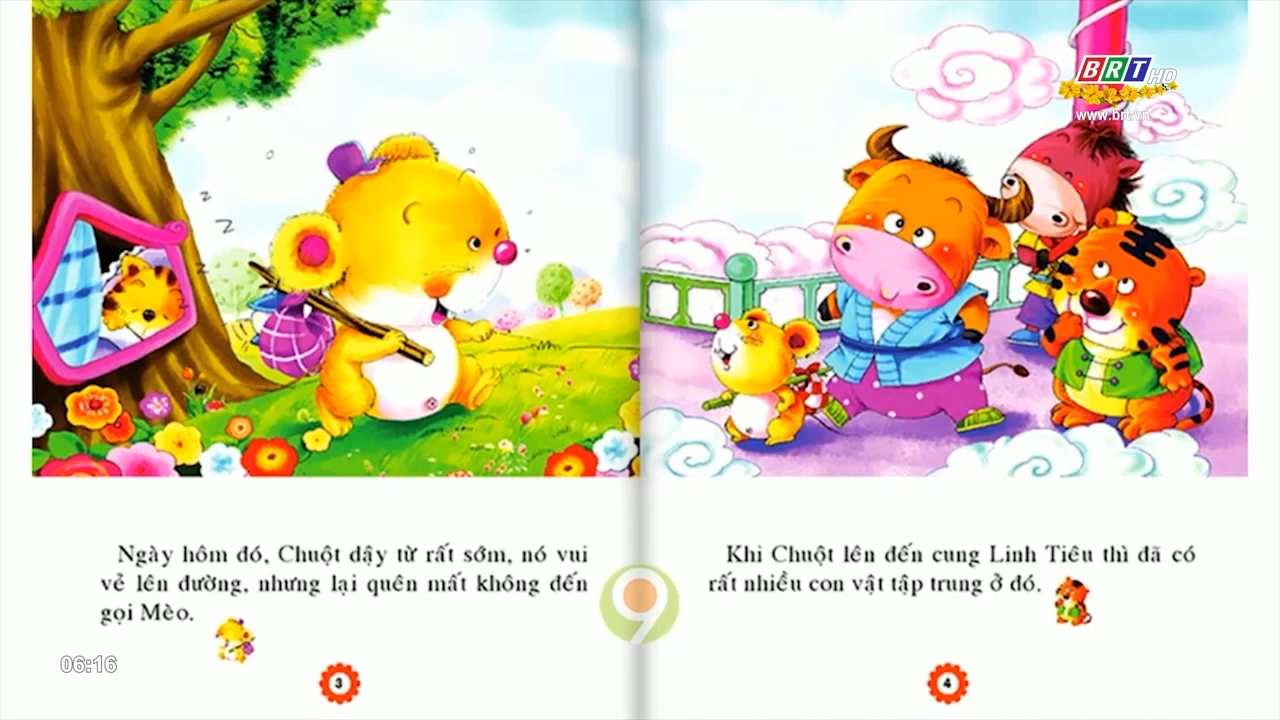 BRT HD
www.brt.vn
z
z
z
Ngày hôm đó, Chuột dậy từ rất sớm, nó vui
vẻ lên đường, nhưng lại quên mất không đến
gọi Mèo.
Khi Chuột lên đến cung Linh Tiêu thì đã có
rất nhiều con vật tập trung ở đó.
9
06:16
3
4